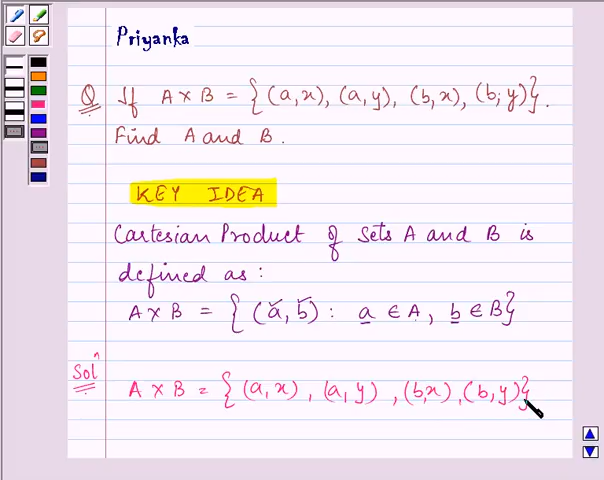 Priyanka
Q If A × B = {(a,x), (a,y), (b,x), (b,y)}.
Find A and B.
KEY IDEA
Cartesian Product of Sets A and B is
defined as :
A × B = {(a,b) : a ∈ A, b ∈ B}
Solⁿ A × B = {(a,x), (a,y), (b,x), (b,y)}